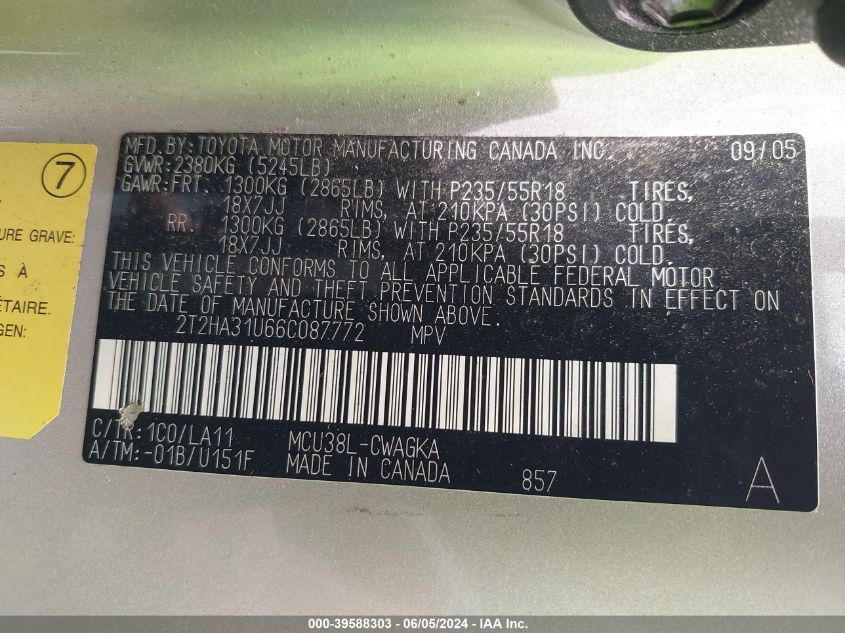 MFD. BY: TOYOTA MOTOR MANUFACTURING CANADA INC. 09/05
GVWR: 2380KG (5245LB)
GAWR: FRT. 1300KG (2865LB) WITH P235/55R18 TIRES,
18X7JJ RIMS, AT 210KPA (30PSI) COLD.
RR. 1300KG (2865LB) WITH P235/55R18 TIRES,
18X7JJ RIMS, AT 210KPA (30PSI) COLD.
THIS VEHICLE CONFORMS TO ALL APPLICABLE FEDERAL MOTOR
VEHICLE SAFETY AND THEFT PREVENTION STANDARDS IN EFFECT ON
THE DATE OF MANUFACTURE SHOWN ABOVE.
2T2HA31U66C087772 MPV
C/TR: 1C0/LA11 MCU38L-CWAGKA
A/TM: -01B/U151F MADE IN CANADA 857 A
7
URE GRAVE:
S À
ÉTAIRE.
GEN:
000-39588303 - 06/05/2024 - IAA Inc.